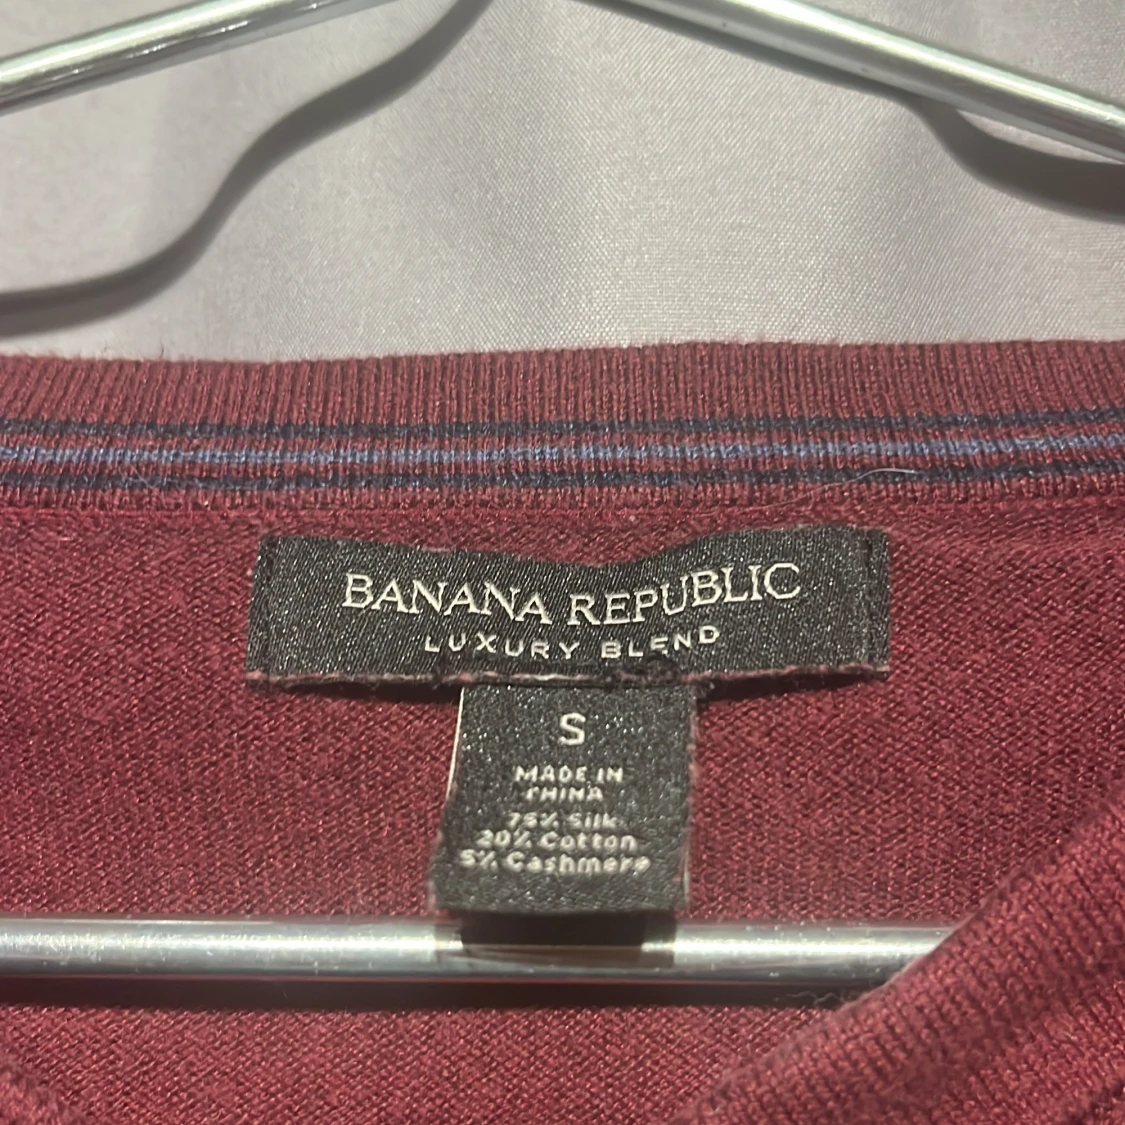 BANANA REPUBLIC
LUXURY BLEND
S
MADE IN
CHINA
75% Silk
20% Cotton
5% Cashmere